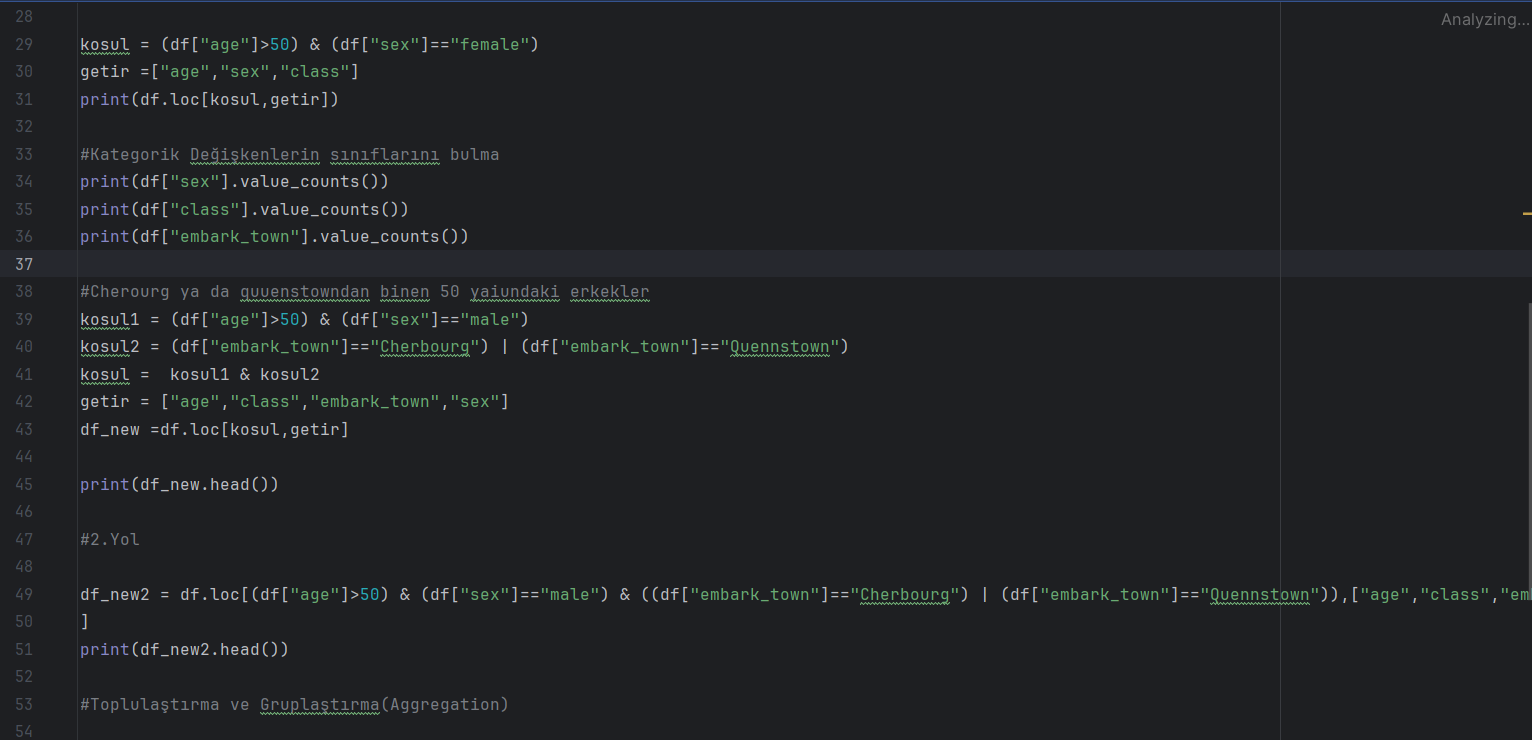 Analyzing...
28
29 kosul = (df["age"]>50) & (df["sex"]=="female")
30 getir =["age","sex","class"]
31 print(df.loc[kosul,getir])
32
33 #Kategorik Değişkenlerin sınıflarını bulma
34 print(df["sex"].value_counts())
35 print(df["class"].value_counts())
36 print(df["embark_town"].value_counts())
37
38 #Cherourg ya da quuenstowndan binen 50 yaiundaki erkekler
39 kosul1 = (df["age"]>50) & (df["sex"]=="male")
40 kosul2 = (df["embark_town"]=="Cherbourg") | (df["embark_town"]=="Quennstown")
41 kosul =  kosul1 & kosul2
42 getir = ["age","class","embark_town","sex"]
43 df_new =df.loc[kosul,getir]
44
45 print(df_new.head())
46
47 #2.Yol
48
49 df_new2 = df.loc[(df["age"]>50) & (df["sex"]=="male") & ((df["embark_town"]=="Cherbourg") | (df["embark_town"]=="Quennstown")),["age","class","em
50 ]
51 print(df_new2.head())
52
53 #Toplulaştırma ve Gruplaştırma(Aggregation)
54